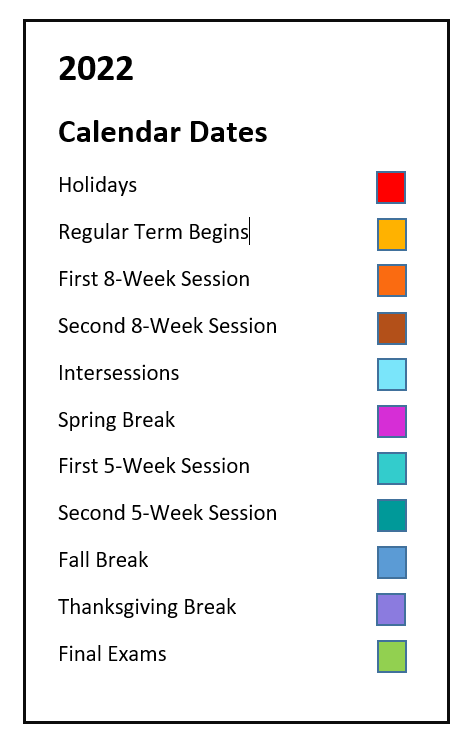 2022
Calendar Dates
Holidays
Regular Term Begins
First 8-Week Session
Second 8-Week Session
Intersessions
Spring Break
First 5-Week Session
Second 5-Week Session
Fall Break
Thanksgiving Break
Final Exams